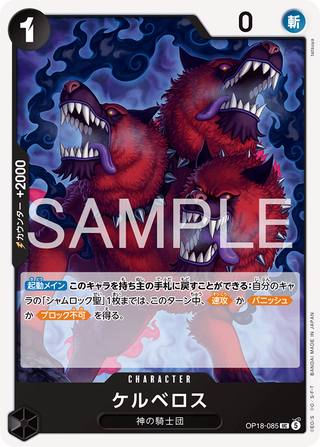 1
0
斬
tatsuya
カウンター +2000
SAMPLE
起動メイン このキャラを持ち主の手札に戻すことができる:自分のキャ
ラの「シャムロック聖」1枚までは、このターン中、 速攻 か バニッシュ
か ブロック不可 を得る。
CHARACTER
ケルベロス
神の騎士団
OP18-085 UC 5
BANDAI MADE IN JAPAN
©E.O/S ©O・S・F・T